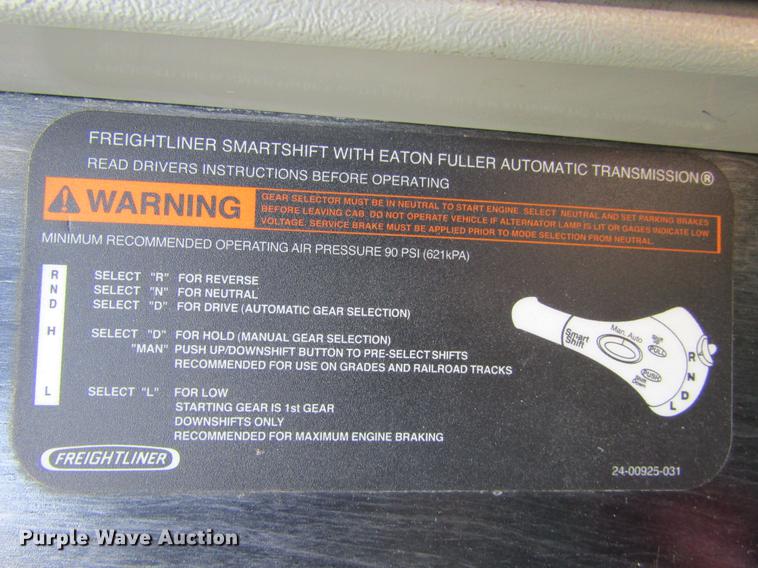 FREIGHTLINER SMARTSHIFT WITH EATON FULLER AUTOMATIC TRANSMISSION®
READ DRIVERS INSTRUCTIONS BEFORE OPERATING
WARNING
GEAR SELECTOR MUST BE IN NEUTRAL TO START ENGINE. SELECT NEUTRAL AND SET PARKING BRAKES
BEFORE LEAVING CAB. DO NOT OPERATE VEHICLE IF ALTERNATOR LAMP IS LIT OR GAGES INDICATE LOW
VOLTAGE. SERVICE BRAKE MUST BE APPLIED PRIOR TO MODE SELECTION FROM NEUTRAL.
MINIMUM RECOMMENDED OPERATING AIR PRESSURE 90 PSI (621kPA)
R SELECT "R" FOR REVERSE
N SELECT "N" FOR NEUTRAL
D SELECT "D" FOR DRIVE (AUTOMATIC GEAR SELECTION)
H SELECT "D" FOR HOLD (MANUAL GEAR SELECTION)
"MAN" PUSH UP/DOWNSHIFT BUTTON TO PRE-SELECT SHIFTS
RECOMMENDED FOR USE ON GRADES AND RAILROAD TRACKS
L SELECT "L" FOR LOW
STARTING GEAR IS 1st GEAR
DOWNSHIFTS ONLY
RECOMMENDED FOR MAXIMUM ENGINE BRAKING
Smart
Shift
Man. Auto
PULL
PUSH
R
N
D
L
FREIGHTLINER
24-00925-031
Purple Wave Auction